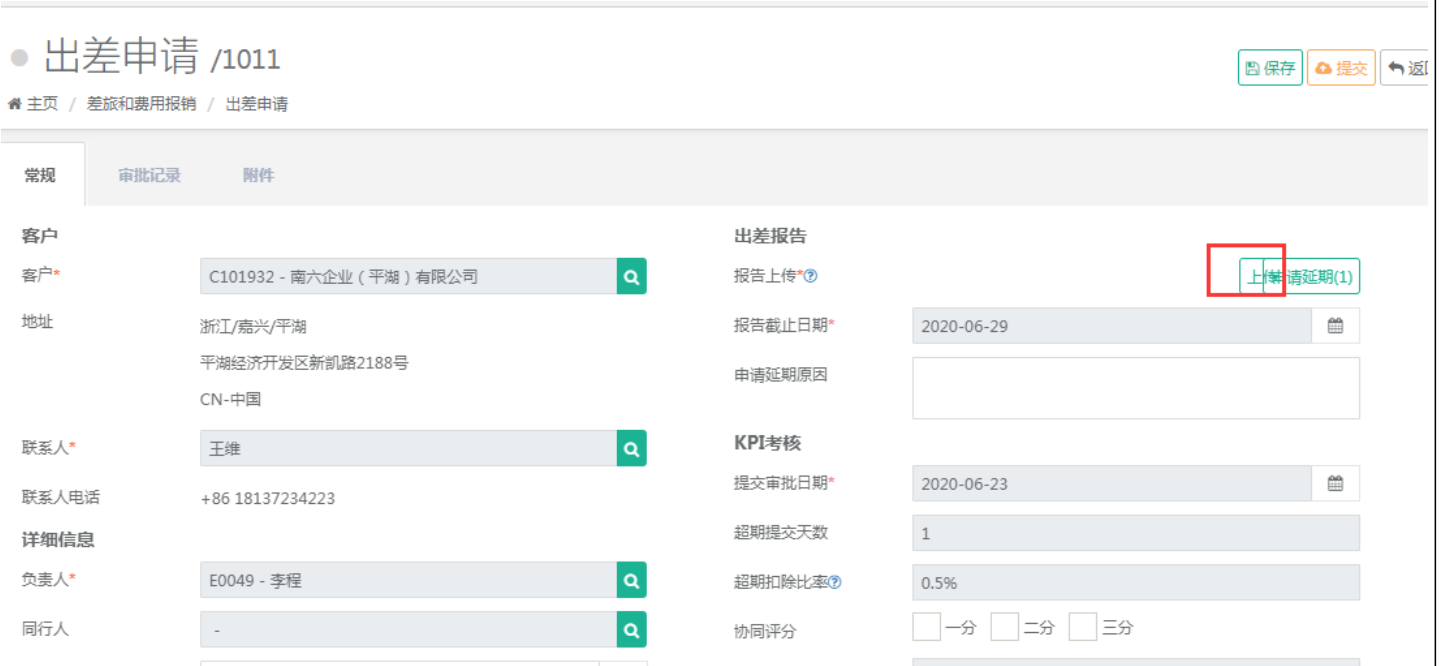 出差申请 /1011
保存 提交 返
主页 / 差旅和费用报销 / 出差申请
常规 审批记录 附件
客户
客户* C101932 - 南六企业（平湖）有限公司
地址 浙江/嘉兴/平湖
平湖经济开发区新凯路2188号
CN-中国
联系人* 王维
联系人电话 +86 18137234223
详细信息
负责人* E0049 - 李程
同行人 -
出差报告
报告上传* 上 请延期(1)
报告截止日期* 2020-06-29
申请延期原因
KPI考核
提交审批日期* 2020-06-23
超期提交天数 1
超期扣除比率 0.5%
协同评分 一分 二分 三分